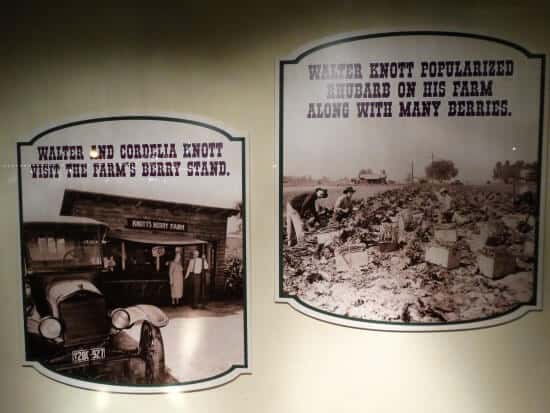 WALTER AND CORDELIA KNOTT
VISIT THE FARM'S BERRY STAND.
KNOTT'S BERRY FARM
WALTER KNOTT POPULARIZED
RHUBARB ON HIS FARM
ALONG WITH MANY BERRIES.